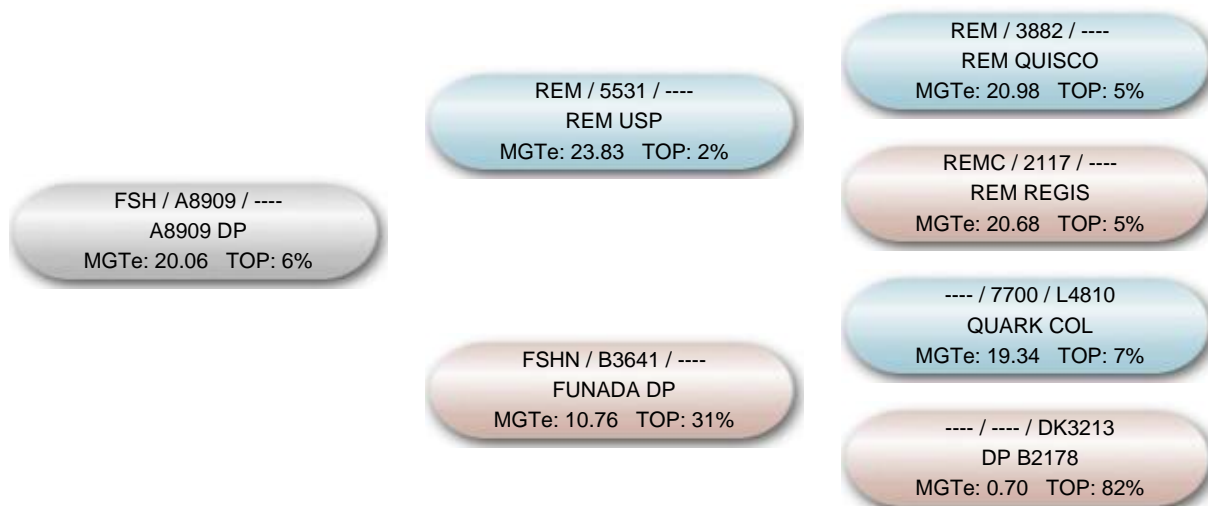 FSH / A8909 / ----
A8909 DP
MGTe: 20.06 TOP: 6%
REM / 5531 / ----
REM USP
MGTe: 23.83 TOP: 2%
FSHN / B3641 / ----
FUNADA DP
MGTe: 10.76 TOP: 31%
REM / 3882 / ----
REM QUISCO
MGTe: 20.98 TOP: 5%
REMC / 2117 / ----
REM REGIS
MGTe: 20.68 TOP: 5%
---- / 7700 / L4810
QUARK COL
MGTe: 19.34 TOP: 7%
---- / ---- / DK3213
DP B2178
MGTe: 0.70 TOP: 82%